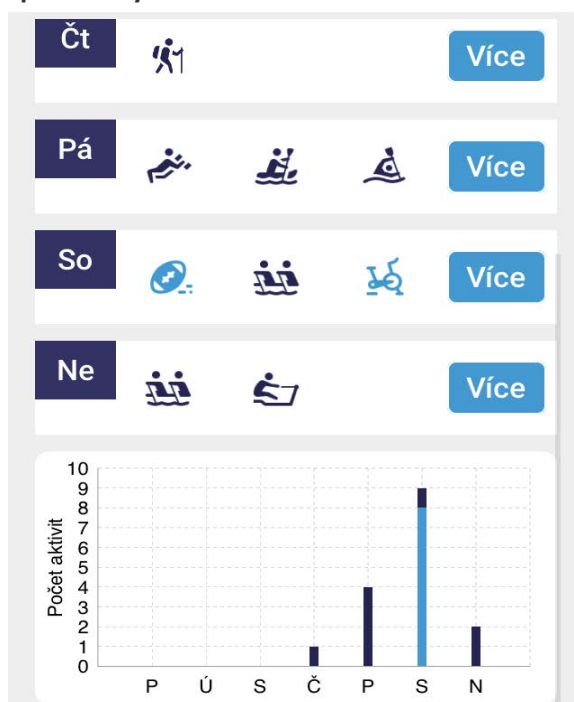 Čt
Více
Pá
Více
So
Více
Ne
Více
Počet aktivit
10
9
8
7
6
5
4
3
2
1
0
P Ú S Č P S N